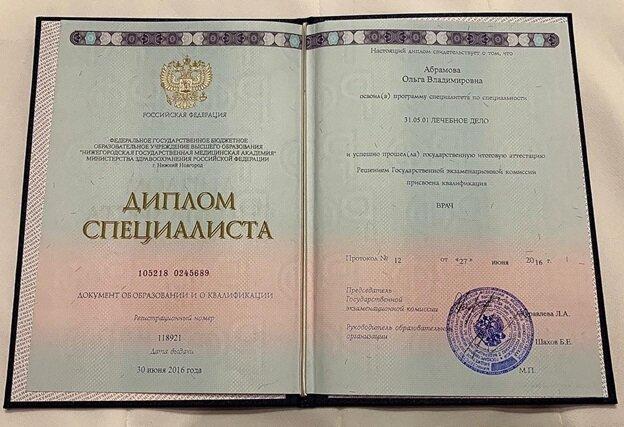 РОССИЙСКАЯ ФЕДЕРАЦИЯ
ФЕДЕРАЛЬНОЕ ГОСУДАРСТВЕННОЕ БЮДЖЕТНОЕ
ОБРАЗОВАТЕЛЬНОЕ УЧРЕЖДЕНИЕ ВЫСШЕГО ОБРАЗОВАНИЯ
"НИЖЕГОРОДСКАЯ ГОСУДАРСТВЕННАЯ МЕДИЦИНСКАЯ АКАДЕМИЯ"
МИНИСТЕРСТВА ЗДРАВООХРАНЕНИЯ РОССИЙСКОЙ ФЕДЕРАЦИИ
г. Нижний Новгород
ДИПЛОМ
СПЕЦИАЛИСТА
105218 0245689
ДОКУМЕНТ ОБ ОБРАЗОВАНИИ И О КВАЛИФИКАЦИИ
Регистрационный номер
118921
Дата выдачи
30 июня 2016 года
Настоящий диплом свидетельствует о том, что
Абрамова
Ольга Владимировна
освоил(а) программу специалитета по специальности
31.05.01 ЛЕЧЕБНОЕ ДЕЛО
и успешно прошел(ла) государственную итоговую аттестацию
Решением Государственной экзаменационной комиссии
присвоена квалификация
ВРАЧ
Протокол № 12 от «27» июня 2016 г.
Председатель
Государственной
экзаменационной комиссии Журавлева Л.А.
Руководитель образовательной
организации Шахов Б.Е.
М.П.